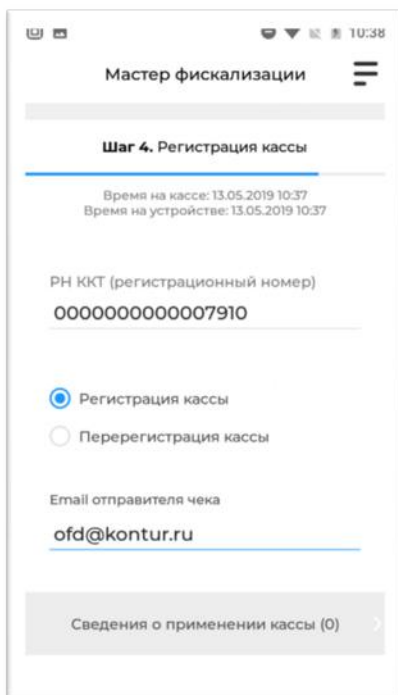 10:38
Мастер фискализации
Шаг 4. Регистрация кассы
Время на кассе: 13.05.2019 10:37
Время на устройстве: 13.05.2019 10:37
РН ККТ (регистрационный номер)
0000000000007910
Регистрация кассы
Перерегистрация кассы
Email отправителя чека
ofd@kontur.ru
Сведения о применении кассы (0)